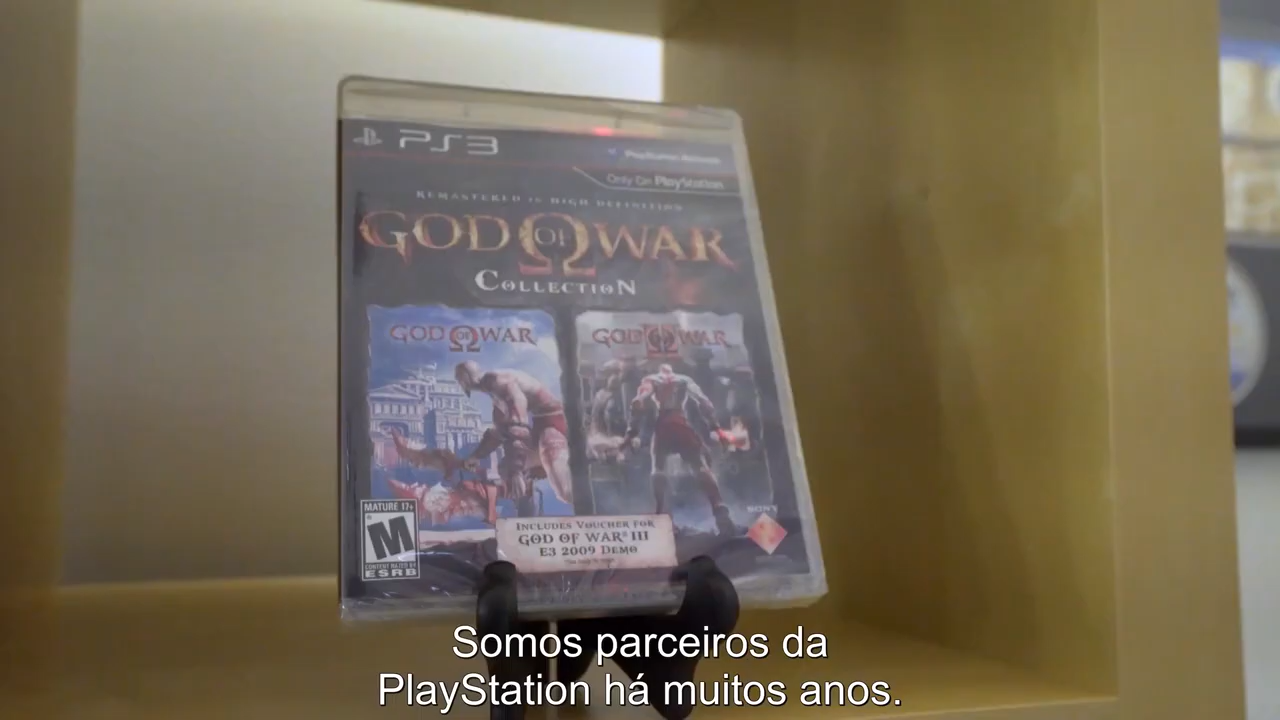 PS3
PlayStation Network
Only On PlayStation
REMASTERED IN HIGH DEFINITION
GOD OF WAR
COLLECTION
GOD OF WAR
GOD OF WAR II
MATURE 17+
M
CONTENT RATED BY
ESRB
INCLUDES VOUCHER FOR
GOD OF WAR® III
E3 2009 DEMO
SONY
Somos parceiros da
PlayStation há muitos anos.